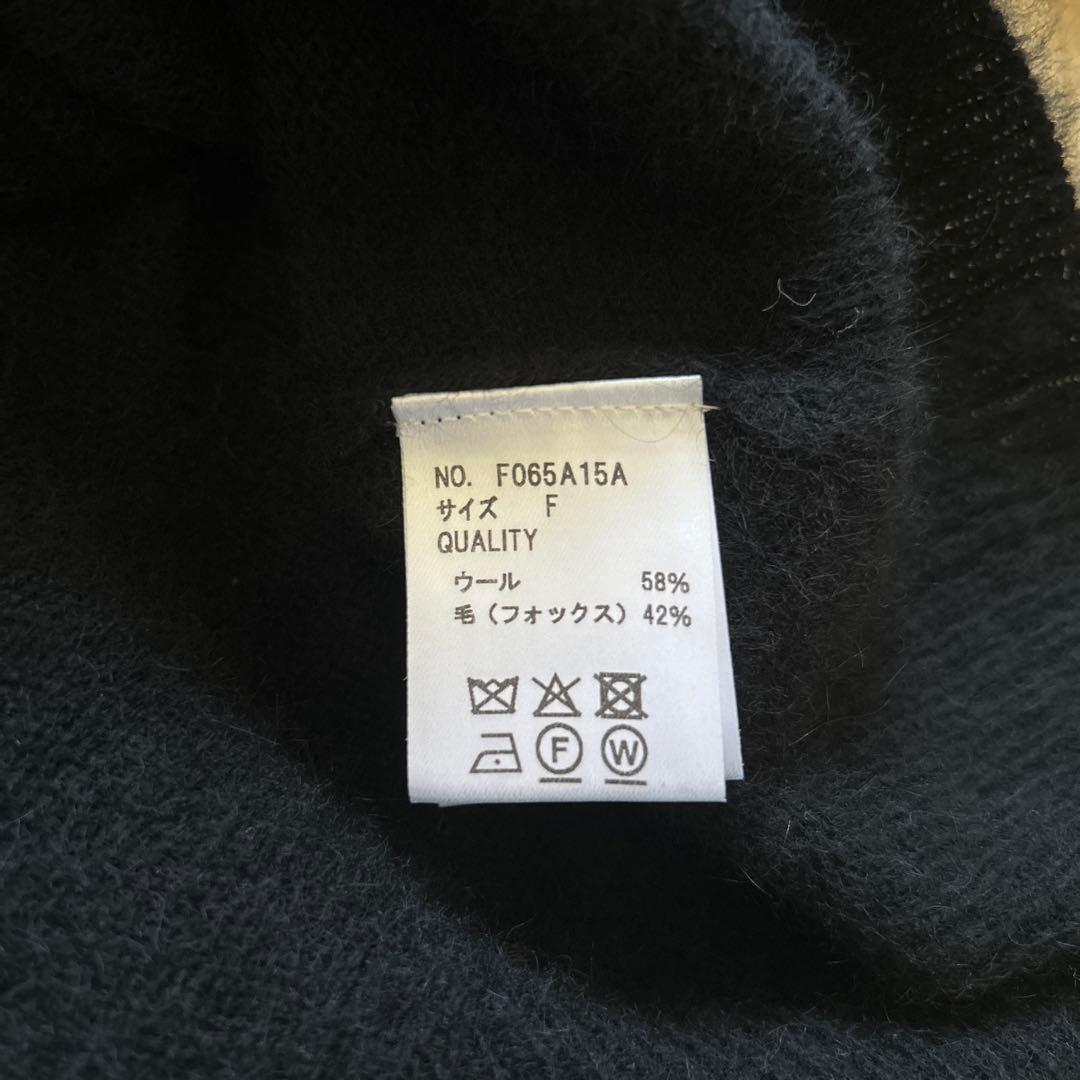 NO. F065A15A
サイズ F
QUALITY
ウール 58%
毛(フォックス) 42%
F W